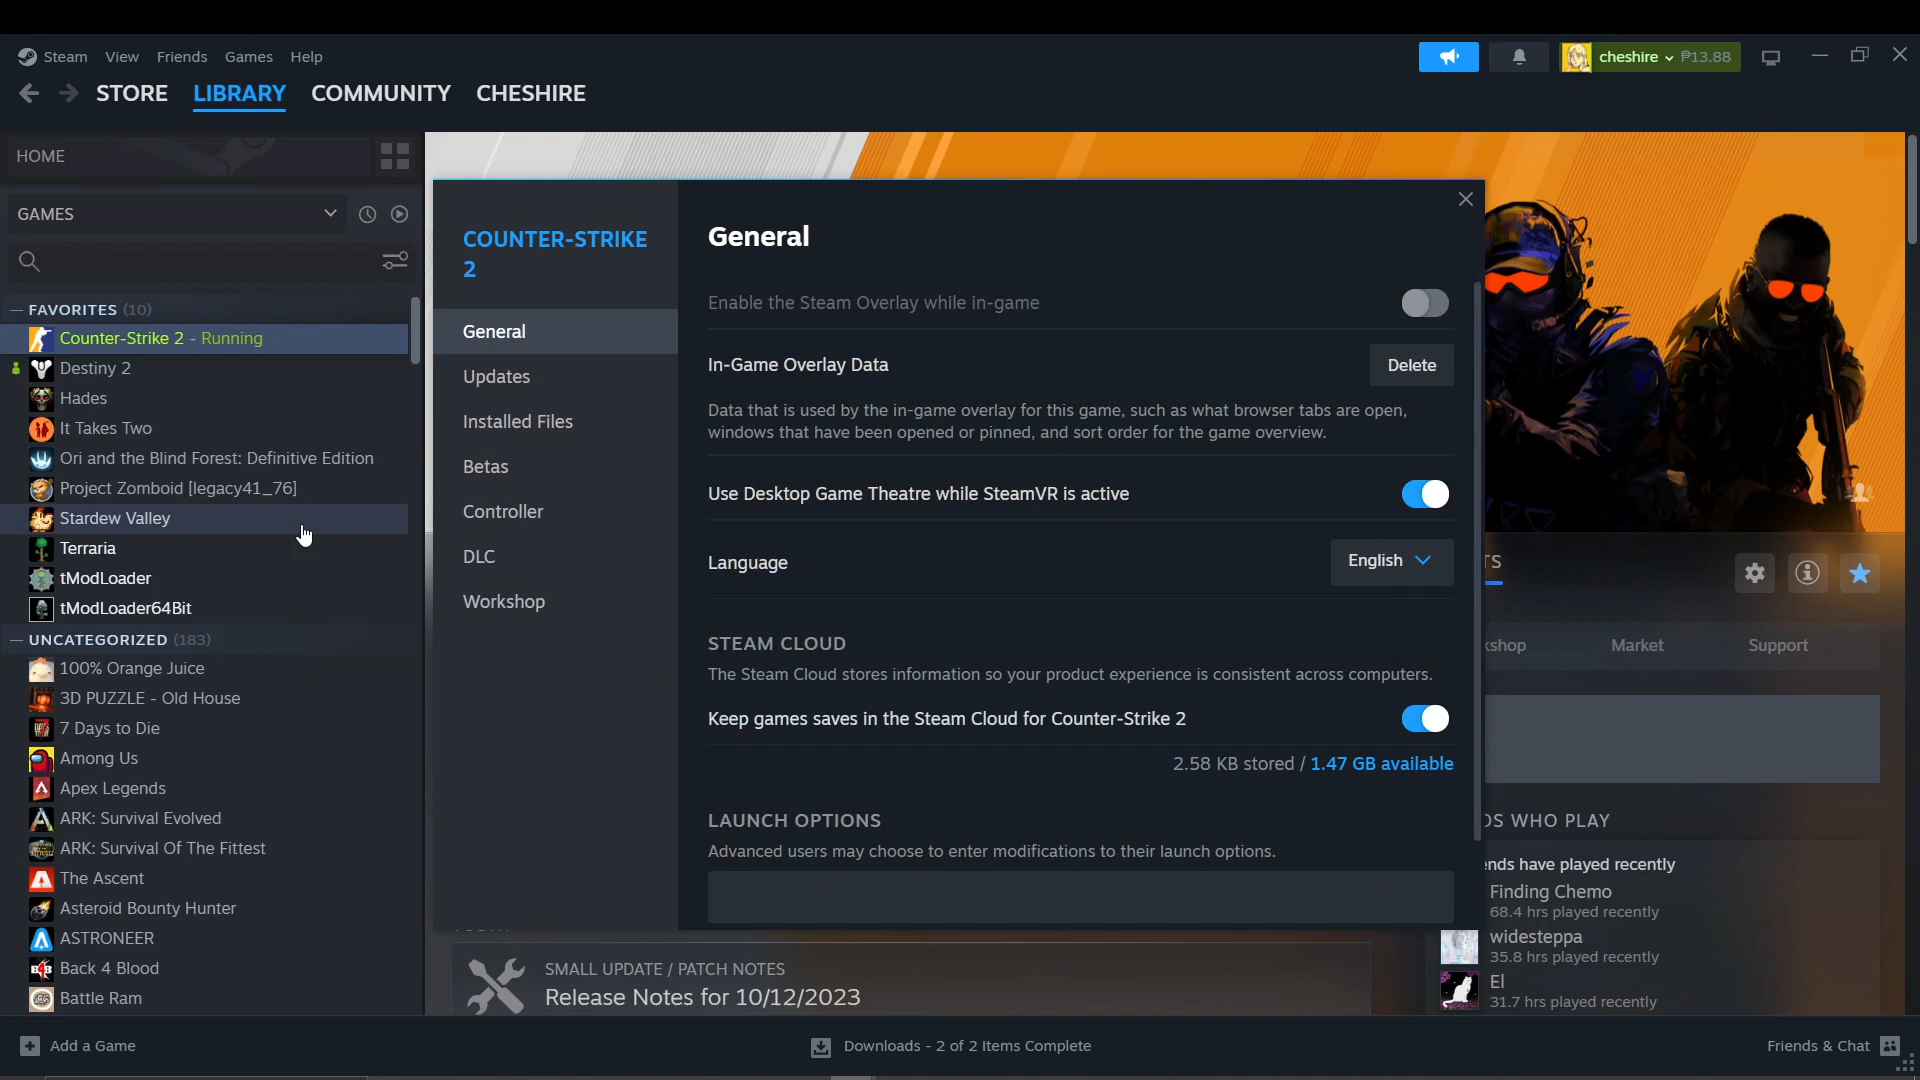 Steam View Friends Games Help
cheshire ₱13.88
STORE LIBRARY COMMUNITY CHESHIRE
HOME
GAMES
— FAVORITES (10)
Counter-Strike 2 - Running
Destiny 2
Hades
It Takes Two
Ori and the Blind Forest: Definitive Edition
Project Zomboid [legacy41_76]
Stardew Valley
Terraria
tModLoader
tModLoader64Bit
— UNCATEGORIZED (183)
100% Orange Juice
3D PUZZLE - Old House
7 Days to Die
Among Us
Apex Legends
ARK: Survival Evolved
ARK: Survival Of The Fittest
The Ascent
Asteroid Bounty Hunter
ASTRONEER
Back 4 Blood
Battle Ram
COUNTER-STRIKE
2
General
Updates
Installed Files
Betas
Controller
DLC
Workshop
General
Enable the Steam Overlay while in-game
In-Game Overlay Data Delete
Data that is used by the in-game overlay for this game, such as what browser tabs are open,
windows that have been opened or pinned, and sort order for the game overview.
Use Desktop Game Theatre while SteamVR is active
Language English
STEAM CLOUD
The Steam Cloud stores information so your product experience is consistent across computers.
Keep games saves in the Steam Cloud for Counter-Strike 2
2.58 KB stored / 1.47 GB available
LAUNCH OPTIONS
Advanced users may choose to enter modifications to their launch options.
SMALL UPDATE / PATCH NOTES
Release Notes for 10/12/2023
TS
kshop Market Support
DS WHO PLAY
ends have played recently
Finding Chemo
68.4 hrs played recently
widesteppa
35.8 hrs played recently
El
31.7 hrs played recently
Add a Game
Downloads - 2 of 2 Items Complete
Friends & Chat